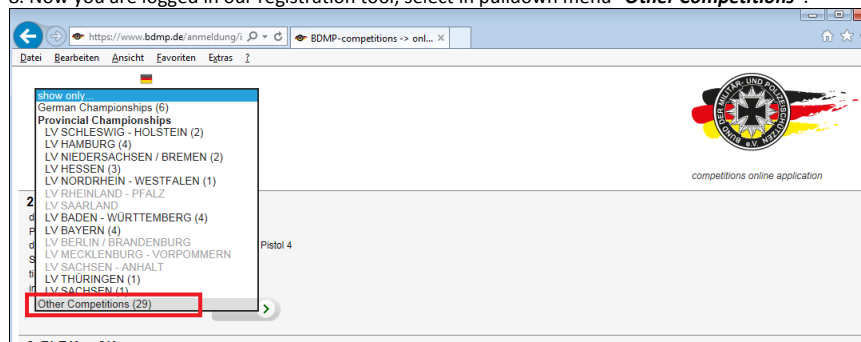 8. Now you are logged in our registration tool, select in pulldown menu "Other Competitions".
https://www.bdmp.de/anmeldung/i
BDMP-competitions -> onl...
Datei Bearbeiten Ansicht Favoriten Extras ?
show only...
German Championships (6)
Provincial Championships
LV SCHLESWIG - HOLSTEIN (2)
LV HAMBURG (4)
LV NIEDERSACHSEN / BREMEN (2)
LV HESSEN (3)
LV NORDRHEIN - WESTFALEN (1)
LV RHEINLAND - PFALZ
LV SAARLAND
LV BADEN - WÜRTTEMBERG (4)
LV BAYERN (4)
LV BERLIN / BRANDENBURG
LV MECKLENBURG - VORPOMMERN
LV SACHSEN - ANHALT
LV THÜRINGEN (1)
LV SACHSEN (1)
Other Competitions (29)
BUND DER MILITÄR- UND POLIZEISCHÜTZEN e.V.
competitions online application
2
d
P
d
Pistol 4
S
ti